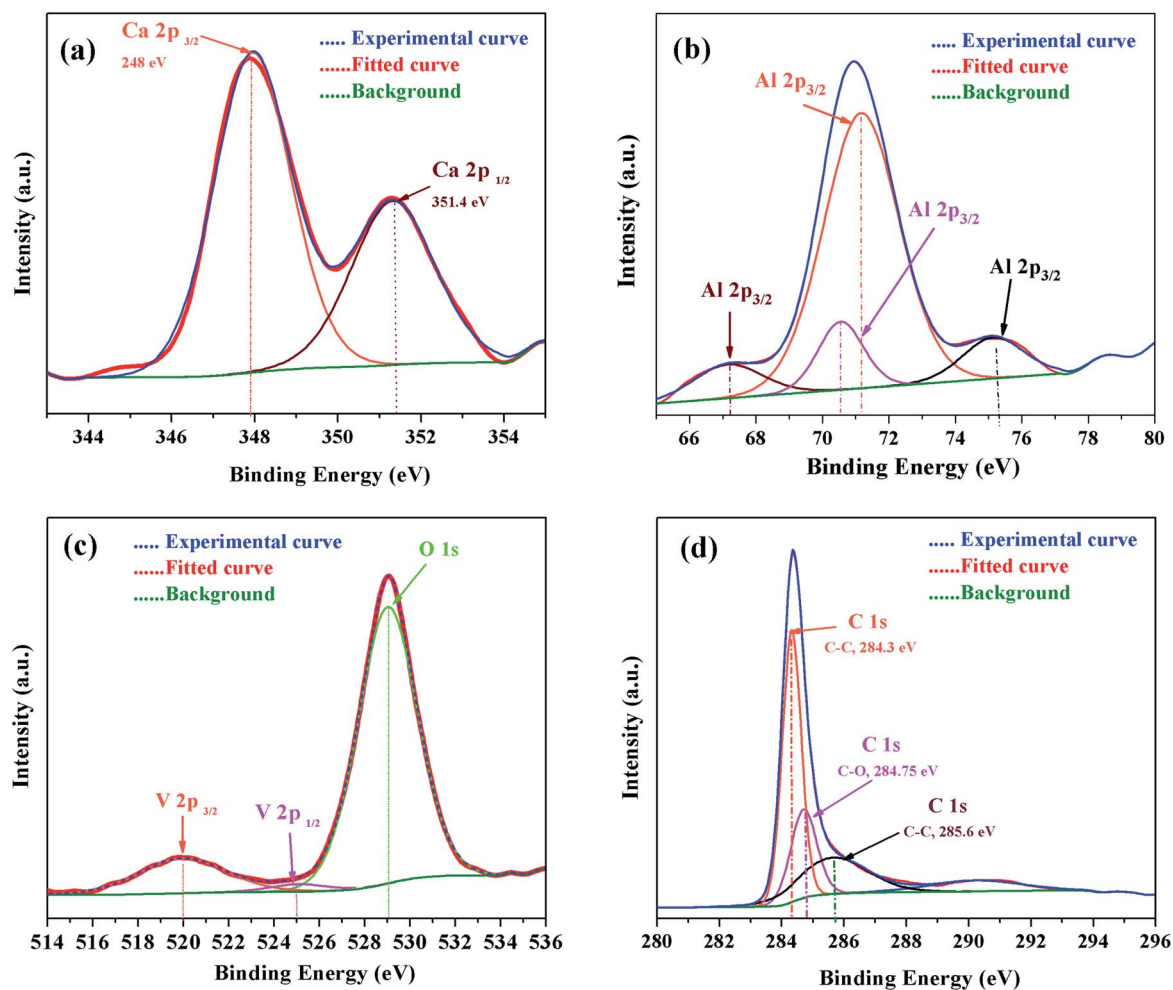 (a)
Ca 2p 3/2
248 eV
..... Experimental curve
......Fitted curve
......Background
Ca 2p 1/2
351.4 eV
Intensity (a.u.)
344 346 348 350 352 354
Binding Energy (eV)
(b)
..... Experimental curve
......Fitted curve
......Background
Al 2p3/2
Al 2p3/2
Al 2p3/2
Al 2p3/2
Intensity (a.u.)
66 68 70 72 74 76 78 80
Binding Energy (eV)
(c)
..... Experimental curve
......Fitted curve
......Background
O 1s
V 2p 3/2
V 2p 1/2
Intensity (a.u.)
514 516 518 520 522 524 526 528 530 532 534 536
Binding Energy (eV)
(d)
..... Experimental curve
......Fitted curve
......Background
C 1s
C-C, 284.3 eV
C 1s
C-O, 284.75 eV
C 1s
C-C, 285.6 eV
Intensity (a.u.)
280 282 284 286 288 290 292 294 296
Binding Energy (eV)